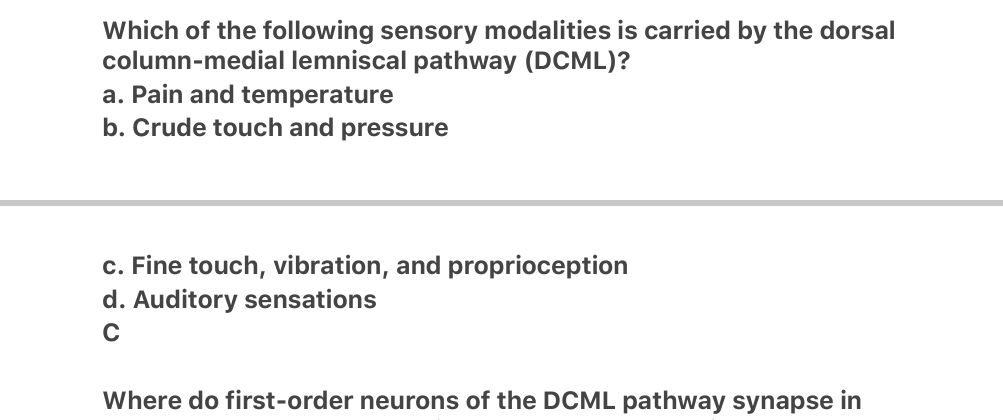 Which of the following sensory modalities is carried by the dorsal
column-medial lemniscal pathway (DCML)?
a. Pain and temperature
b. Crude touch and pressure
c. Fine touch, vibration, and proprioception
d. Auditory sensations
C
Where do first-order neurons of the DCML pathway synapse in